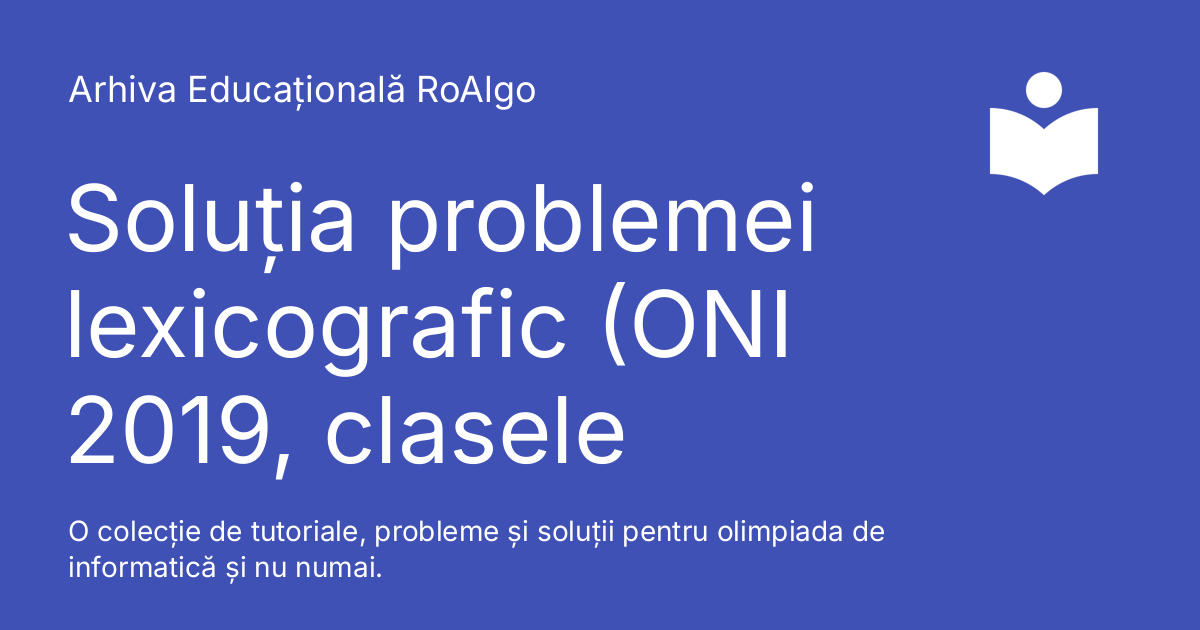 Arhiva Educațională RoAlgo
Soluția problemei
lexicografic (ONI
2019, clasele
O colecție de tutoriale, probleme și soluții pentru olimpiada de
informatică și nu numai.